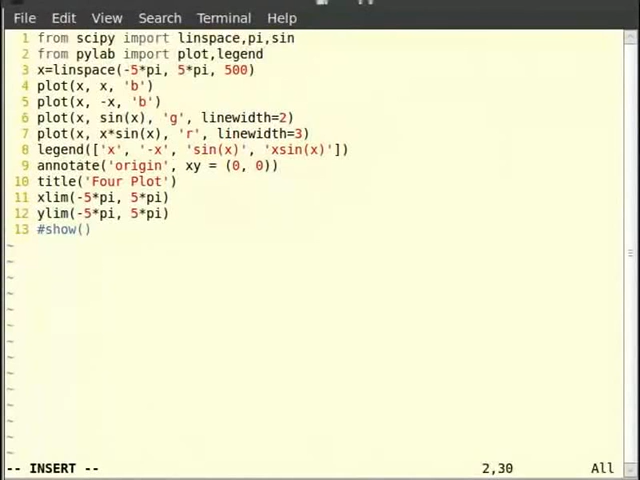 File Edit View Search Terminal Help
1 from scipy import linspace,pi,sin
2 from pylab import plot,legend
3 x=linspace(-5*pi, 5*pi, 500)
4 plot(x, x, 'b')
5 plot(x, -x, 'b')
6 plot(x, sin(x), 'g', linewidth=2)
7 plot(x, x*sin(x), 'r', linewidth=3)
8 legend(['x', '-x', 'sin(x)', 'xsin(x)'])
9 annotate('origin', xy = (0, 0))
10 title('Four Plot')
11 xlim(-5*pi, 5*pi)
12 ylim(-5*pi, 5*pi)
13 #show()
~
~
~
~
~
~
~
~
~
~
~
~
~
~
-- INSERT -- 2,30 All